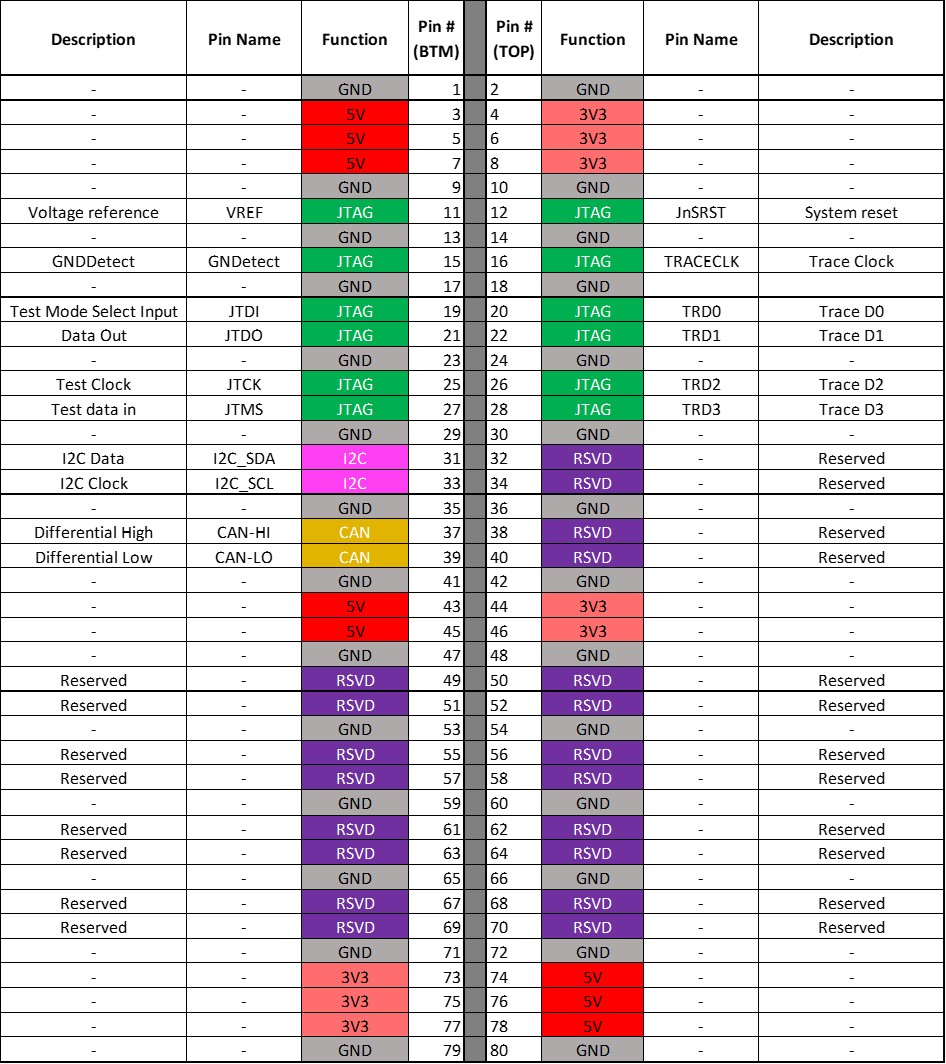 Description Pin Name Function Pin # (BTM) Pin # (TOP) Function Pin Name Description
- - GND 1 2 GND - -
- - 5V 3 4 3V3 - -
- - 5V 5 6 3V3 - -
- - 5V 7 8 3V3 - -
- - GND 9 10 GND - -
Voltage reference VREF JTAG 11 12 JTAG JnSRST System reset
- - GND 13 14 GND - -
GNDDetect GNDetect JTAG 15 16 JTAG TRACECLK Trace Clock
- - GND 17 18 GND
Test Mode Select Input JTDI JTAG 19 20 JTAG TRD0 Trace D0
Data Out JTDO JTAG 21 22 JTAG TRD1 Trace D1
- - GND 23 24 GND - -
Test Clock JTCK JTAG 25 26 JTAG TRD2 Trace D2
Test data in JTMS JTAG 27 28 JTAG TRD3 Trace D3
- - GND 29 30 GND - -
I2C Data I2C_SDA I2C 31 32 RSVD - Reserved
I2C Clock I2C_SCL I2C 33 34 RSVD - Reserved
- - GND 35 36 GND - -
Differential High CAN-HI CAN 37 38 RSVD - Reserved
Differential Low CAN-LO CAN 39 40 RSVD - Reserved
- - GND 41 42 GND - -
- - 5V 43 44 3V3 - -
- - 5V 45 46 3V3 - -
- - GND 47 48 GND - -
Reserved - RSVD 49 50 RSVD - Reserved
Reserved - RSVD 51 52 RSVD - Reserved
- - GND 53 54 GND - -
Reserved - RSVD 55 56 RSVD - Reserved
Reserved - RSVD 57 58 RSVD - Reserved
- - GND 59 60 GND - -
Reserved - RSVD 61 62 RSVD - Reserved
Reserved - RSVD 63 64 RSVD - Reserved
- - GND 65 66 GND - -
Reserved - RSVD 67 68 RSVD - Reserved
Reserved - RSVD 69 70 RSVD - Reserved
- - GND 71 72 GND - -
- - 3V3 73 74 5V - -
- - 3V3 75 76 5V - -
- - 3V3 77 78 5V - -
- - GND 79 80 GND - -